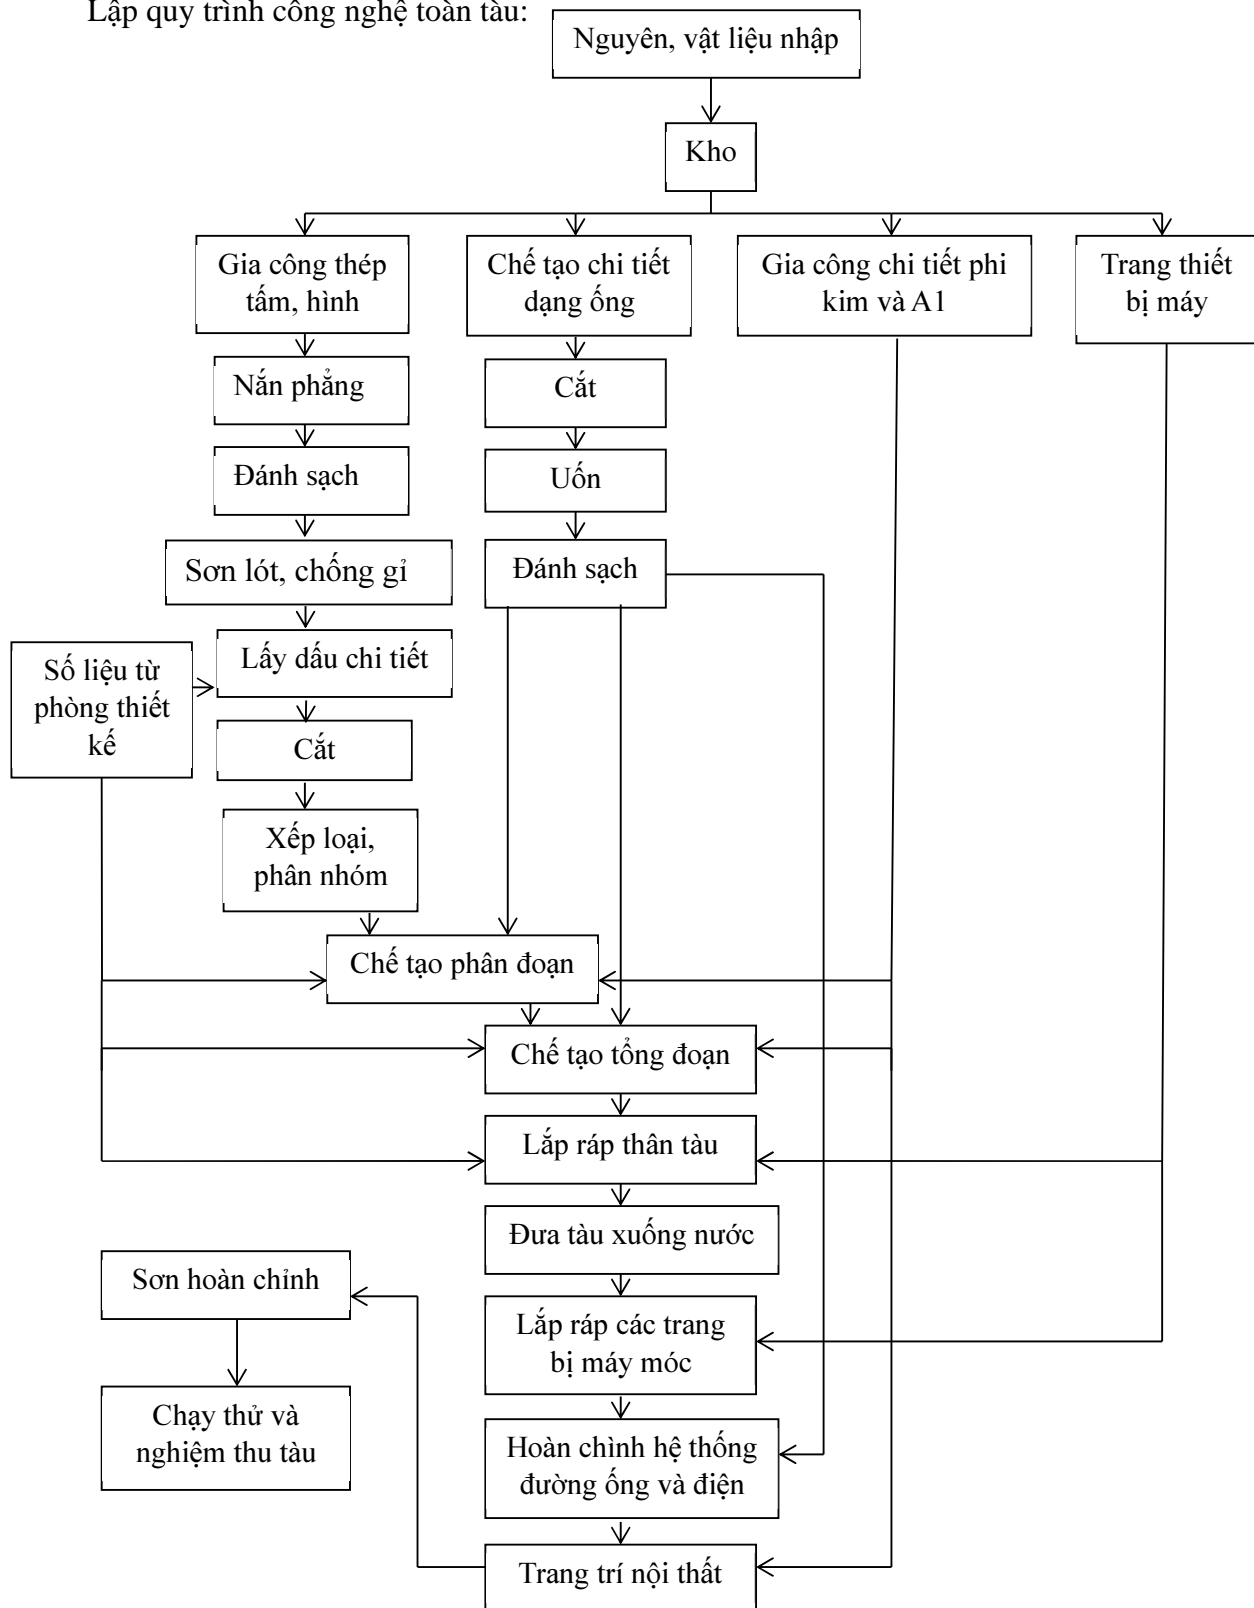 Lập quy trình công nghệ toàn tàu:
Nguyên, vật liệu nhập
Kho
Gia công thép
tấm, hình
Chế tạo chi tiết
dạng ống
Gia công chi tiết phi
kim và A1
Trang thiết
bị máy
Nắn phẳng
Cắt
Đánh sạch
Uốn
Sơn lót, chống gỉ
Đánh sạch
Số liệu từ
phòng thiết
kế
Lấy dấu chi tiết
Cắt
Xếp loại,
phân nhóm
Chế tạo phân đoạn
Chế tạo tổng đoạn
Lắp ráp thân tàu
Đưa tàu xuống nước
Sơn hoàn chỉnh
Lắp ráp các trang
bị máy móc
Chạy thử và
nghiệm thu tàu
Hoàn chình hệ thống
đường ống và điện
Trang trí nội thất